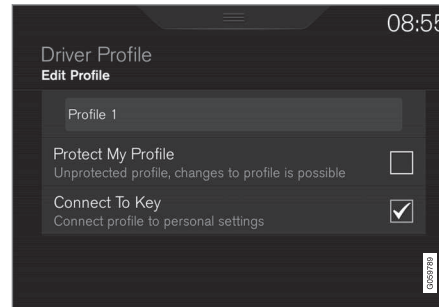 08:55
Driver Profile
Edit Profile
Profile 1
Protect My Profile
Unprotected profile, changes to profile is possible
Connect To Key
Connect profile to personal settings
G059789